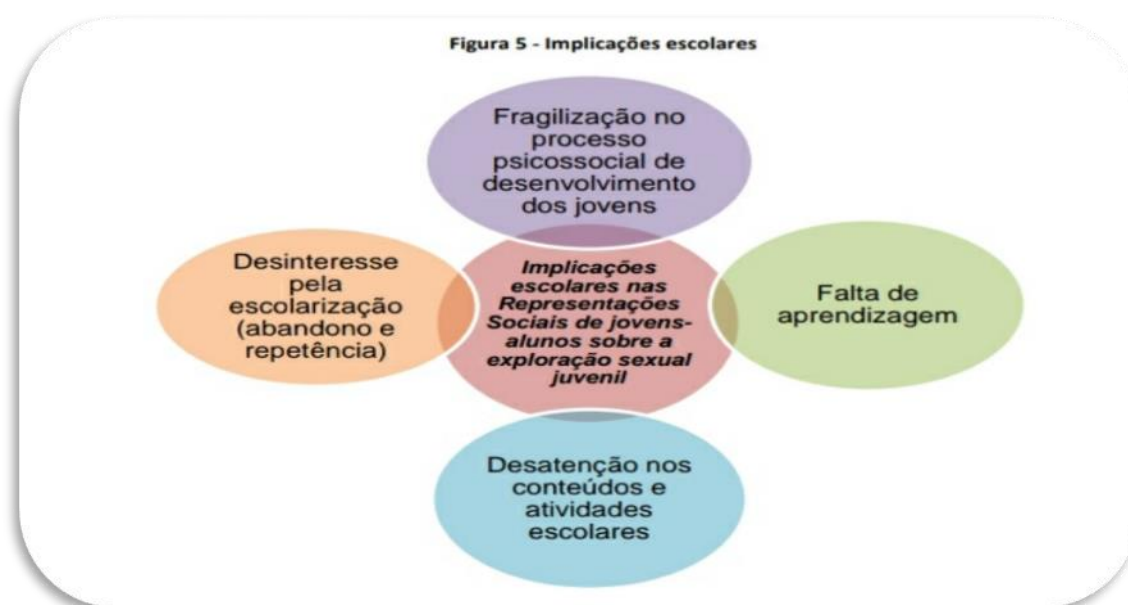 Figura 5 - Implicações escolares
Fragilização no
processo
psicossocial de
desenvolvimento
dos jovens
Desinteresse
pela
escolarização
(abandono e
repetência)
Implicações
escolares nas
Representações
Sociais de jovens-
alunos sobre a
exploração sexual
juvenil
Falta de
aprendizagem
Desatenção nos
conteúdos e
atividades
escolares